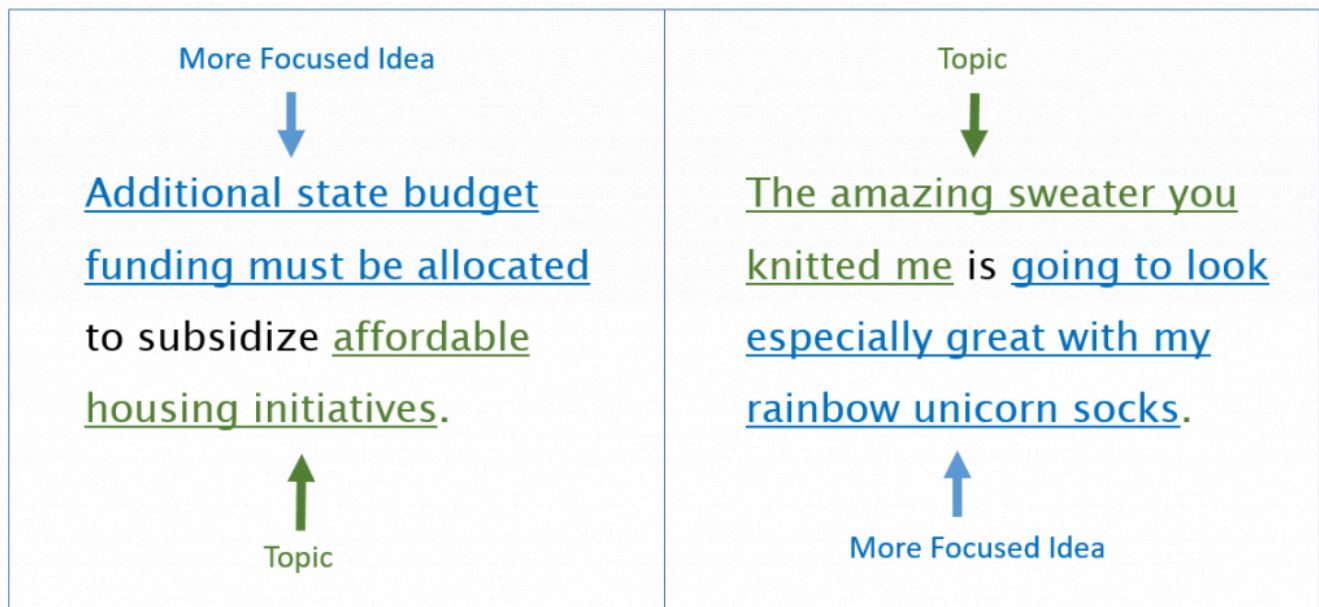 More Focused Idea
Additional state budget
funding must be allocated
to subsidize affordable
housing initiatives.
Topic
Topic
The amazing sweater you
knitted me is going to look
especially great with my
rainbow unicorn socks.
More Focused Idea